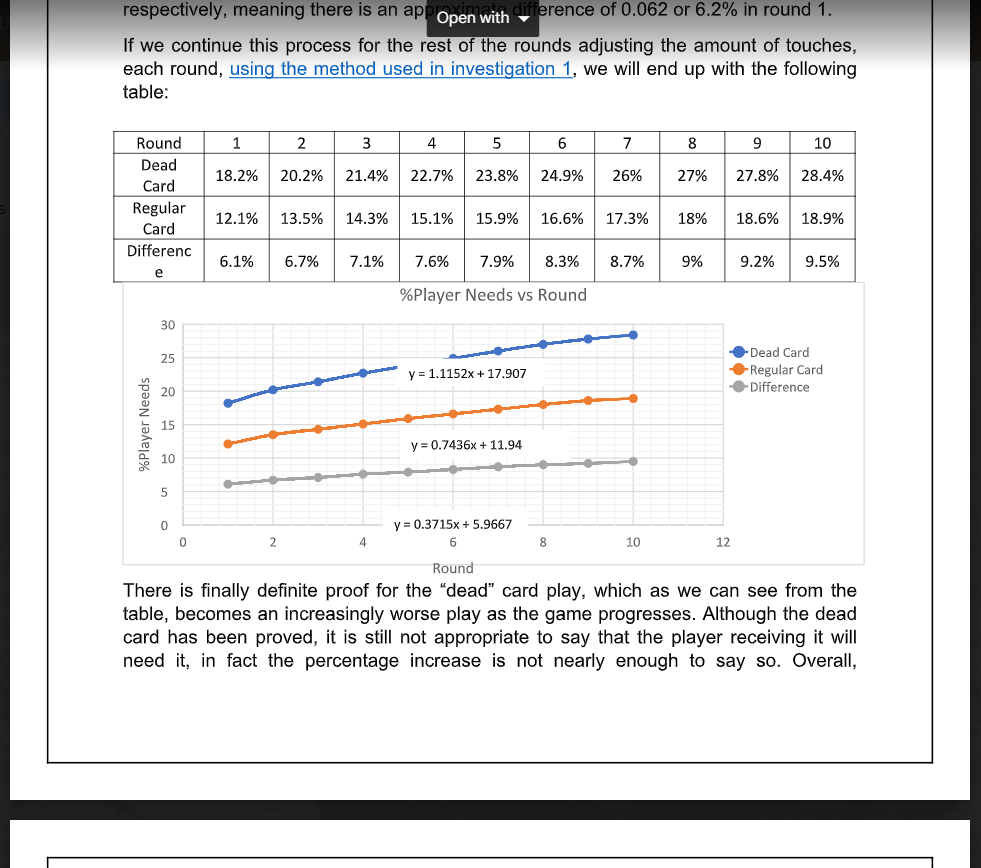 respectively, meaning there is an approximate difference of 0.062 or 6.2% in round 1.
Open with
If we continue this process for the rest of the rounds adjusting the amount of touches,
each round, using the method used in investigation 1, we will end up with the following
table:
Round 1 2 3 4 5 6 7 8 9 10
Dead
Card 18.2% 20.2% 21.4% 22.7% 23.8% 24.9% 26% 27% 27.8% 28.4%
Regular
Card 12.1% 13.5% 14.3% 15.1% 15.9% 16.6% 17.3% 18% 18.6% 18.9%
Differenc
e 6.1% 6.7% 7.1% 7.6% 7.9% 8.3% 8.7% 9% 9.2% 9.5%
%Player Needs vs Round
%Player Needs
30
25
20
15
10
5
0
y = 1.1152x + 17.907
y = 0.7436x + 11.94
y = 0.3715x + 5.9667
0 2 4 6 8 10 12
Round
Dead Card
Regular Card
Difference
There is finally definite proof for the “dead” card play, which as we can see from the
table, becomes an increasingly worse play as the game progresses. Although the dead
card has been proved, it is still not appropriate to say that the player receiving it will
need it, in fact the percentage increase is not nearly enough to say so. Overall,